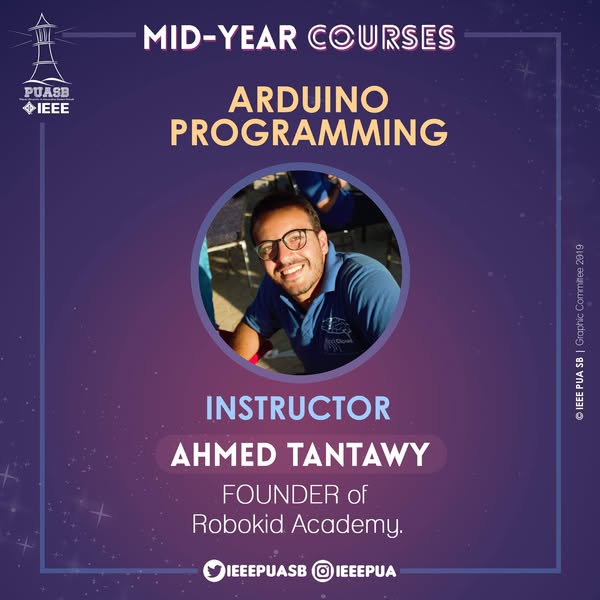 MID-YEAR COURSES
PUASB
IEEE
ARDUINO
PROGRAMMING
INSTRUCTOR
AHMED TANTAWY
FOUNDER of
Robokid Academy.
IEEEPUASB IEEEPUA
© IEEE PUA SB | Graphic Committee 2019